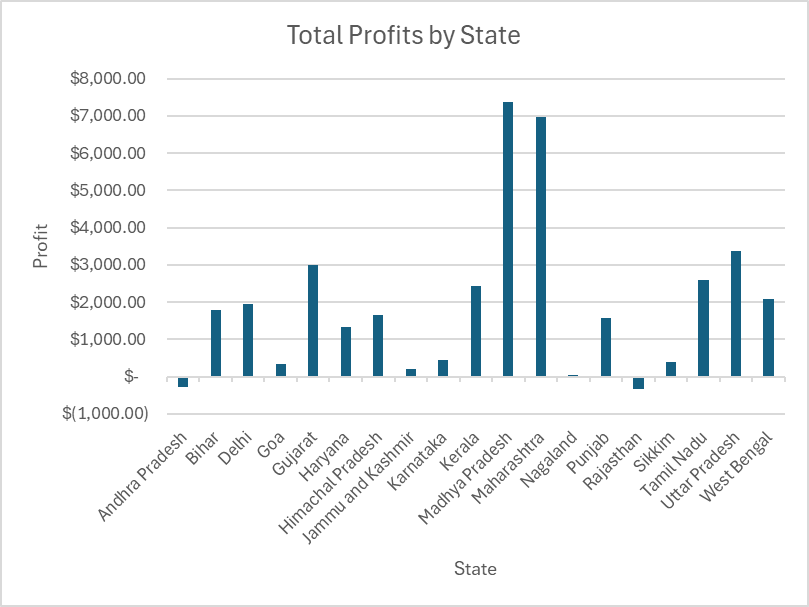 Total Profits by State
$8,000.00
$7,000.00
$6,000.00
$5,000.00
$4,000.00
$3,000.00
$2,000.00
$1,000.00
$-
$(1,000.00)
Profit
Andhra Pradesh
Bihar
Delhi
Goa
Gujarat
Haryana
Himachal Pradesh
Jammu and Kashmir
Karnataka
Kerala
Madhya Pradesh
Maharashtra
Nagaland
Punjab
Rajasthan
Sikkim
Tamil Nadu
Uttar Pradesh
West Bengal
State